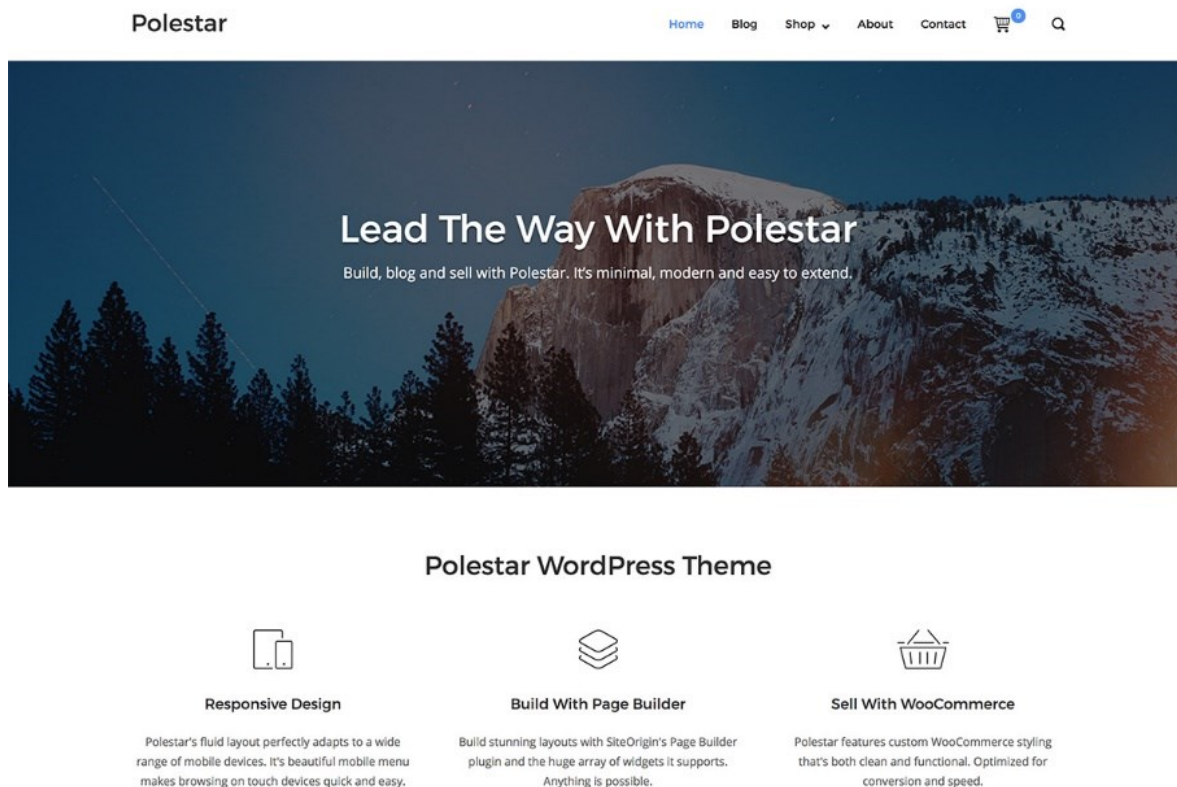 Polestar
Home Blog Shop About Contact 0
Lead The Way With Polestar
Build, blog and sell with Polestar. It's minimal, modern and easy to extend.
Polestar WordPress Theme
Responsive Design
Polestar's fluid layout perfectly adapts to a wide
range of mobile devices. It's beautiful mobile menu
makes browsing on touch devices quick and easy.
Build With Page Builder
Build stunning layouts with SiteOrigin's Page Builder
plugin and the huge array of widgets it supports.
Anything is possible.
Sell With WooCommerce
Polestar features custom WooCommerce styling
that's both clean and functional. Optimized for
conversion and speed.